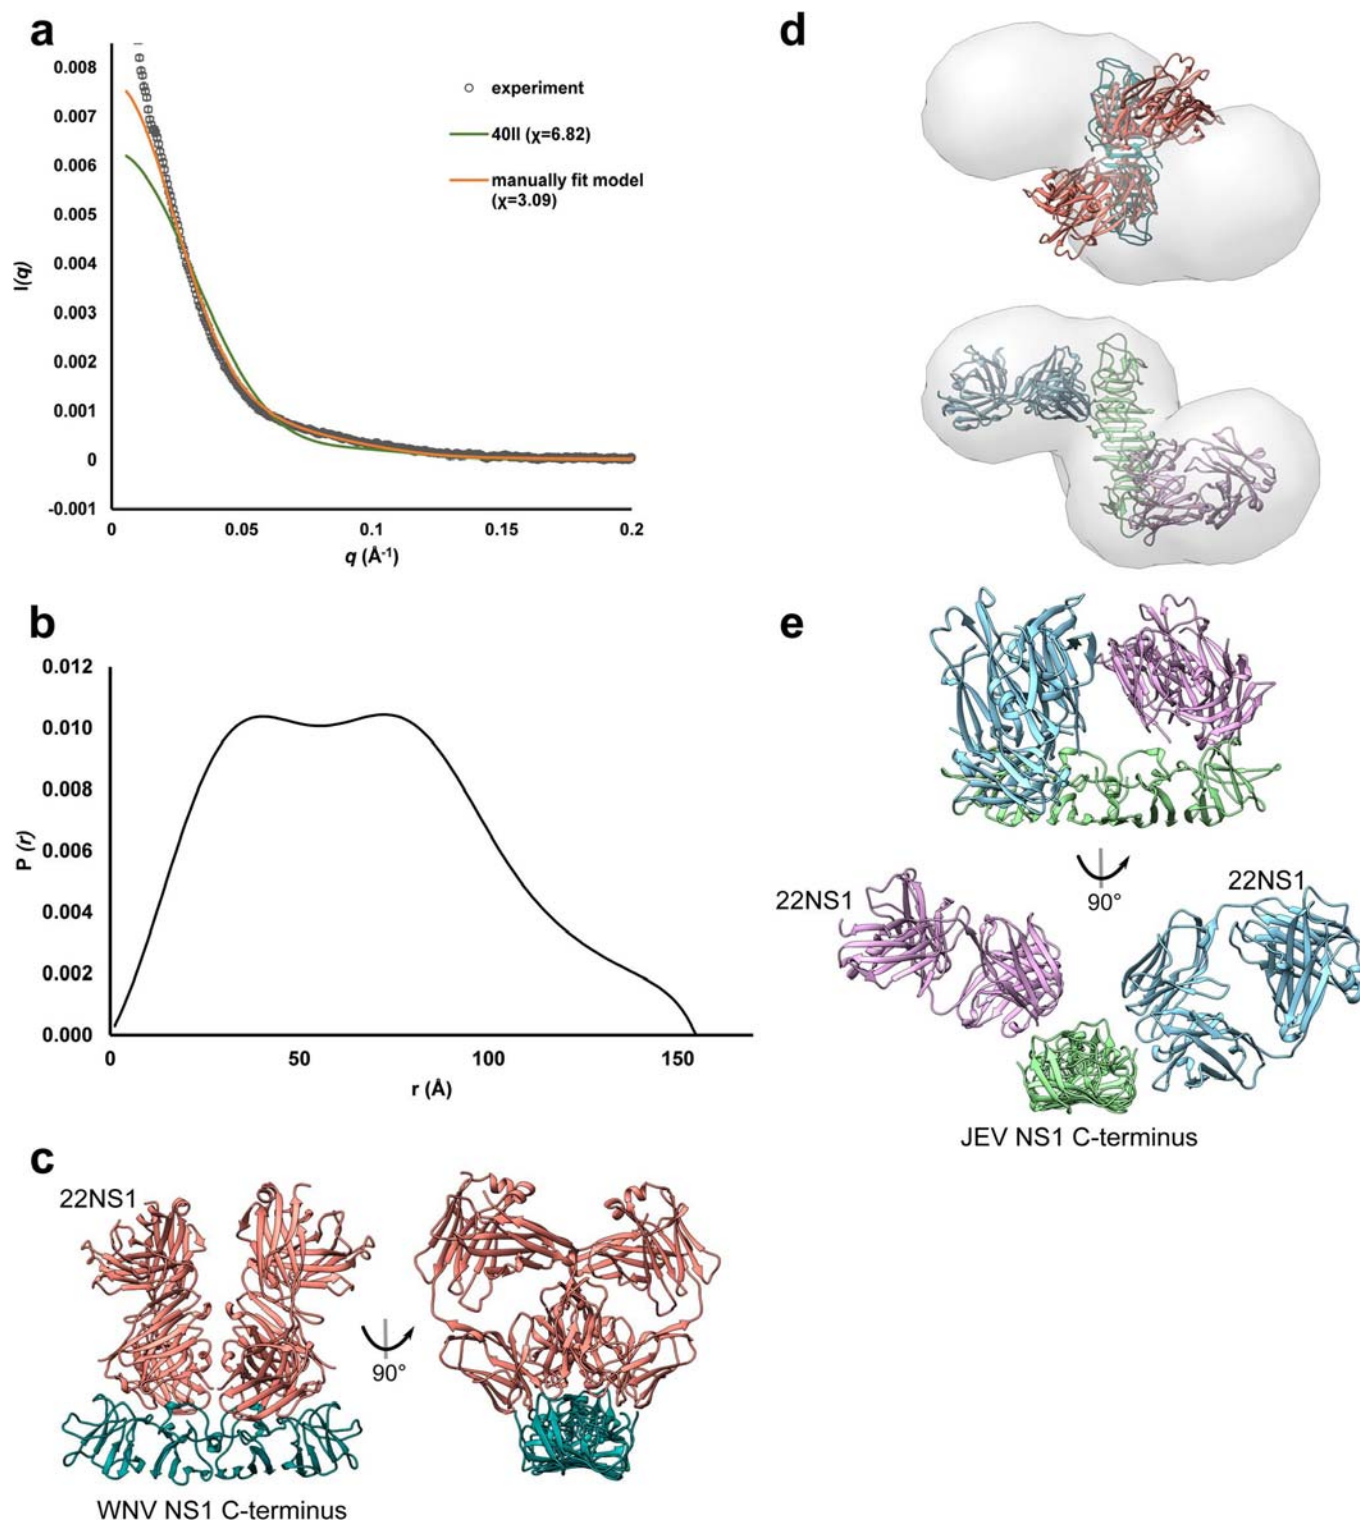 a
0.008
0.007
0.006
0.005
0.004
0.003
0.002
0.001
0
-0.001
I(q)
0
0.05
0.1
0.15
0.2
q (Å-1)
experiment
40II (χ=6.82)
manually fit model
(χ=3.09)
b
0.012
0.010
0.008
0.006
0.004
0.002
0.000
P (r)
0
50
100
150
r (Å)
c
22NS1
90°
WNV NS1 C-terminus
d
e
22NS1
90°
22NS1
JEV NS1 C-terminus